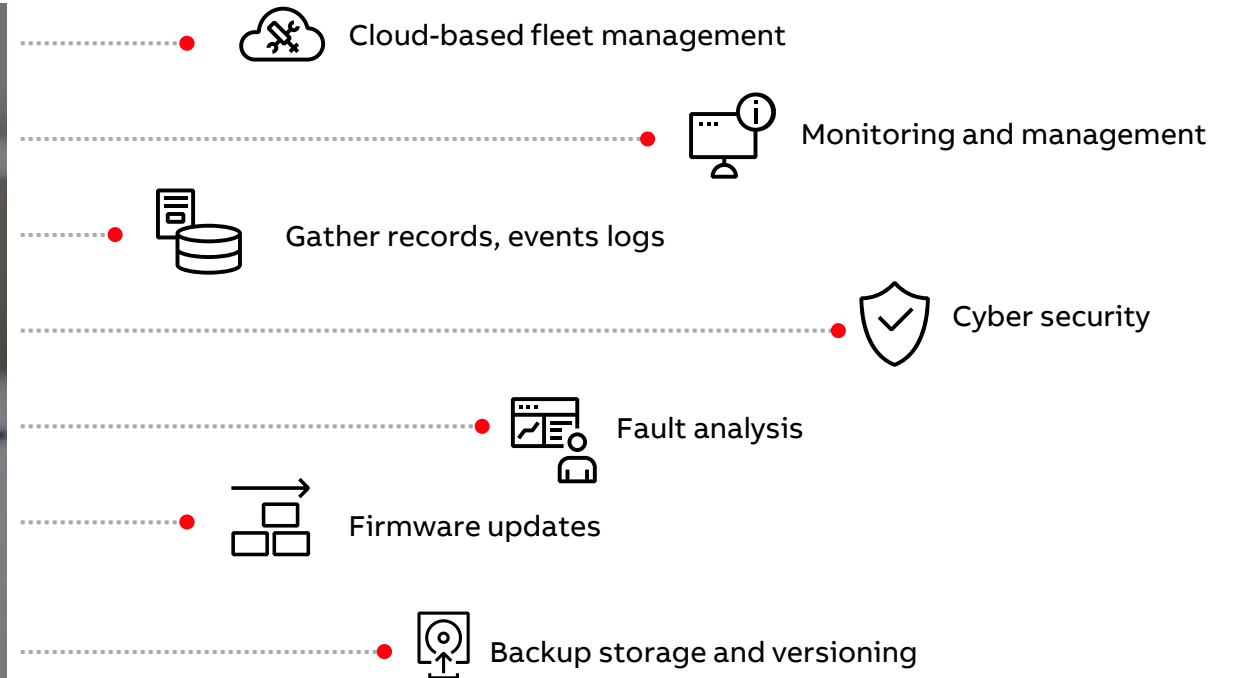 Cloud-based fleet management
Monitoring and management
Gather records, events logs
Cyber security
Fault analysis
Firmware updates
Backup storage and versioning